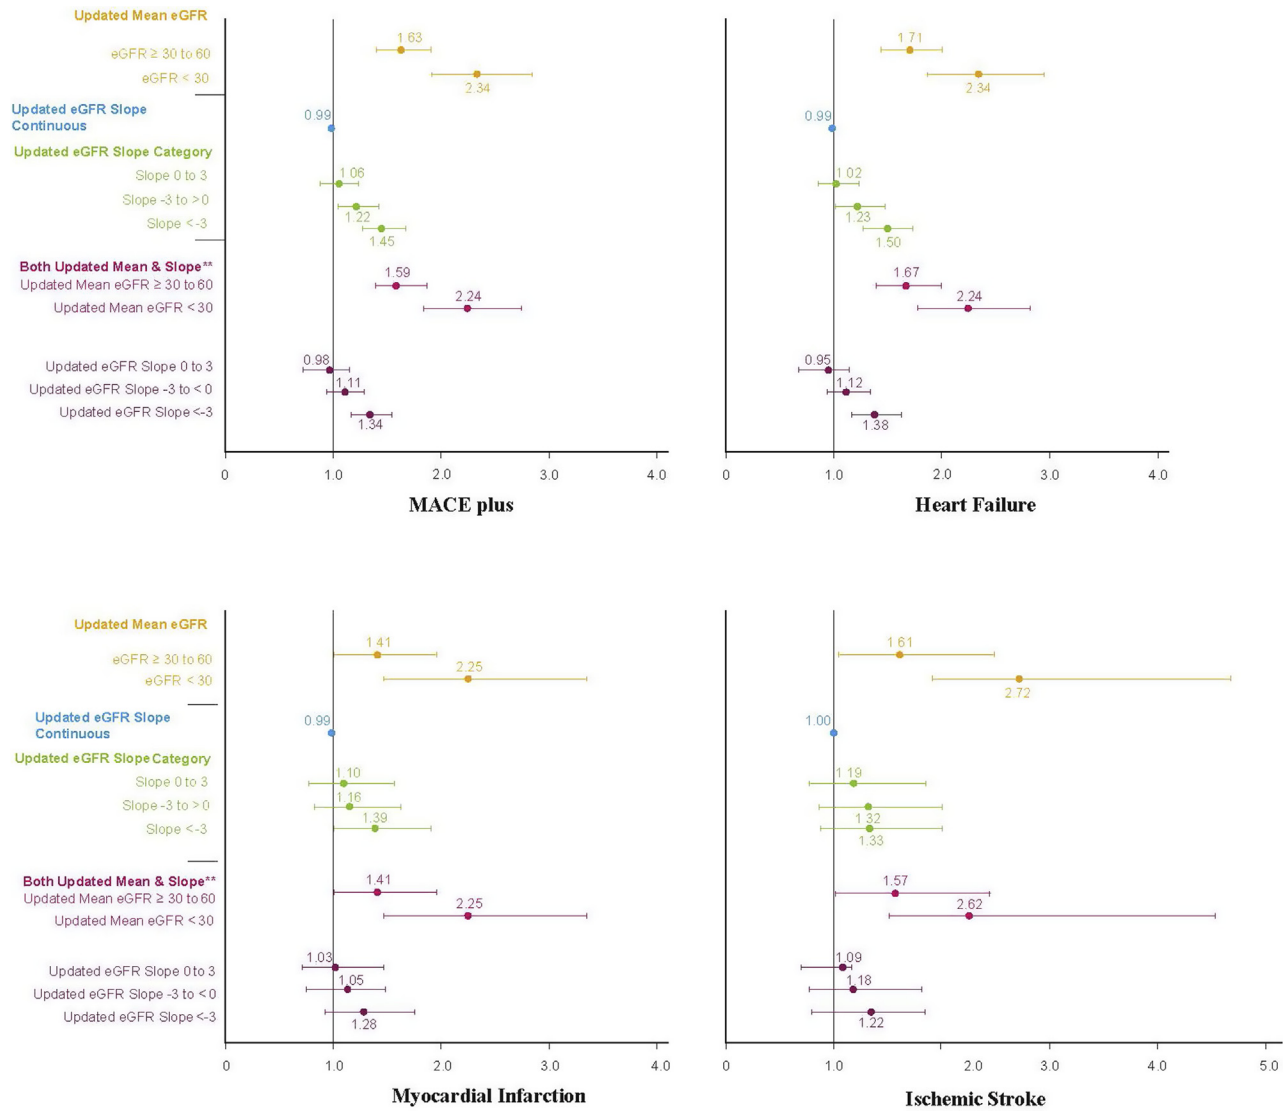 Updated Mean eGFR
eGFR ≥ 30 to 60
eGFR < 30
Updated eGFR Slope
Continuous
Updated eGFR Slope Category
Slope 0 to 3
Slope -3 to >0
Slope <-3
Both Updated Mean & Slope**
Updated Mean eGFR ≥ 30 to 60
Updated Mean eGFR <30
Updated eGFR Slope 0 to 3
Updated eGFR Slope -3 to <0
Updated eGFR Slope <-3
1.63
2.34
0.99
1.06
1.22
1.45
1.59
2.24
0.98
1.11
1.34
0 1.0 2.0 3.0 4.0
MACE plus
1.71
2.34
0.99
1.02
1.23
1.50
1.67
2.24
0.95
1.12
1.38
0 1.0 2.0 3.0 4.0
Heart Failure
Updated Mean eGFR
eGFR ≥ 30 to 60
eGFR <30
Updated eGFR Slope
Continuous
Updated eGFR Slope Category
Slope 0 to 3
Slope -3 to >0
Slope <-3
Both Updated Mean & Slope**
Updated Mean eGFR ≥ 30 to 60
Updated Mean eGFR <30
Updated eGFR Slope 0 to 3
Updated eGFR Slope -3 to <0
Updated eGFR Slope <-3
1.41
2.25
0.99
1.10
1.16
1.39
1.41
2.25
1.03
1.05
1.28
0 1.0 2.0 3.0 4.0
Myocardial Infarction
1.61
2.72
1.00
1.19
1.32
1.33
1.57
2.62
1.09
1.18
1.22
0 1.0 2.0 3.0 4.0 5.0
Ischemic Stroke